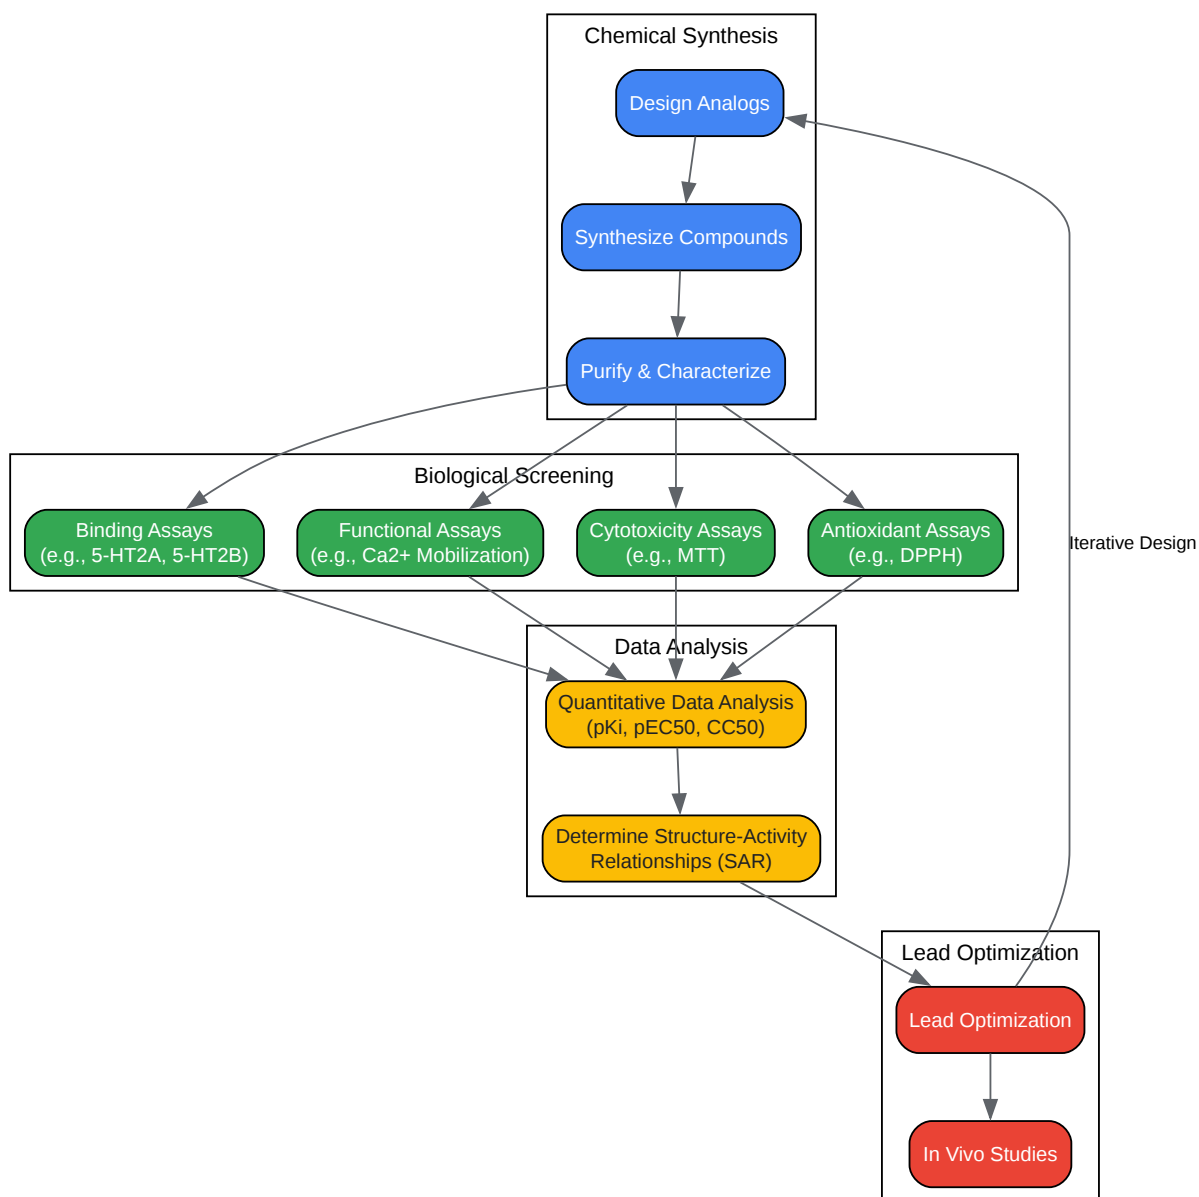 Chemical Synthesis
Design Analogs
Synthesize Compounds
Purify & Characterize
Biological Screening
Binding Assays
(e.g., 5-HT2A, 5-HT2B)
Functional Assays
(e.g., Ca2+ Mobilization)
Cytotoxicity Assays
(e.g., MTT)
Antioxidant Assays
(e.g., DPPH)
Iterative Design
Data Analysis
Quantitative Data Analysis
(pKi, pEC50, CC50)
Determine Structure-Activity
Relationships (SAR)
Lead Optimization
Lead Optimization
In Vivo Studies